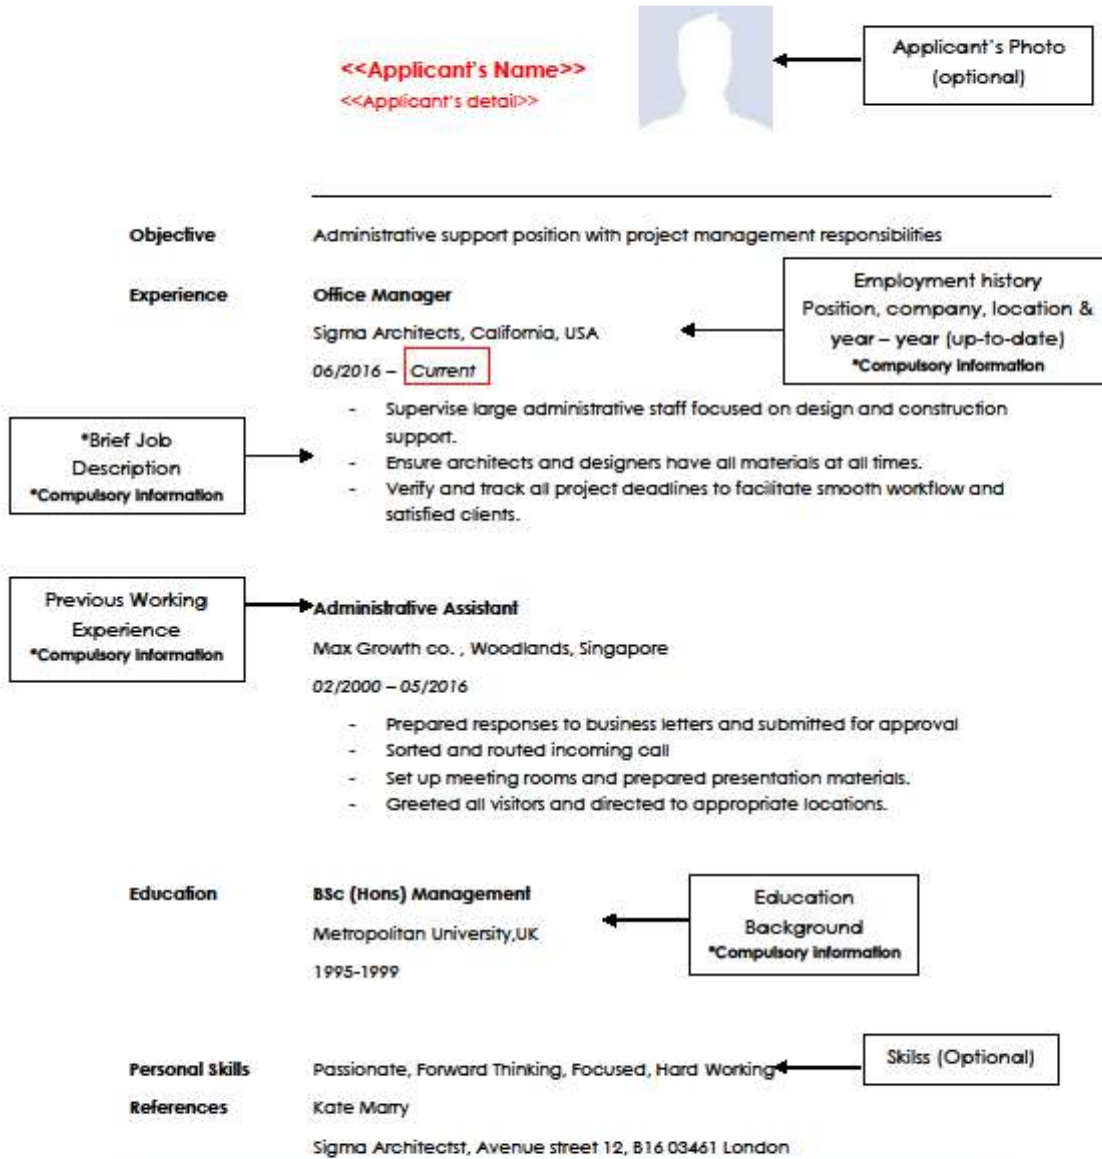 <<Applicant's Name>>
<<Applicant's detail>>
Applicant's Photo
(optional)
Objective Administrative support position with project management responsibilities
Experience Office Manager
Sigma Architects, California, USA
06/2016 – Current
Employment history
Position, company, location &
year – year (up-to-date)
*Compulsory Information
- Supervise large administrative staff focused on design and construction
support.
- Ensure architects and designers have all materials at all times.
- Verify and track all project deadlines to facilitate smooth workflow and
satisfied clients.
*Brief Job
Description
*Compulsory Information
Previous Working
Experience
*Compulsory Information
Administrative Assistant
Max Growth co. , Woodlands, Singapore
02/2000 – 05/2016
- Prepared responses to business letters and submitted for approval
- Sorted and routed incoming call
- Set up meeting rooms and prepared presentation materials.
- Greeted all visitors and directed to appropriate locations.
Education BSc (Hons) Management
Metropolitan University,UK
1995-1999
Education
Background
*Compulsory Information
Personal Skills Passionate, Forward Thinking, Focused, Hard Working
Skilss (Optional)
References Kate Marry
Sigma Architectst, Avenue street 12, B16 03461 London